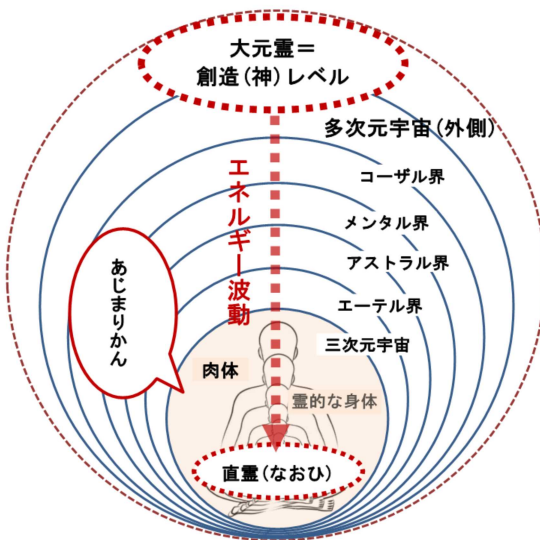 大元霊＝
創造(神)レベル
多次元宇宙(外側)
コーザル界
メンタル界
アストラル界
エーテル界
三次元宇宙
エネルギー波動
あじまりかん
肉体
霊的な身体
直霊(なおひ)